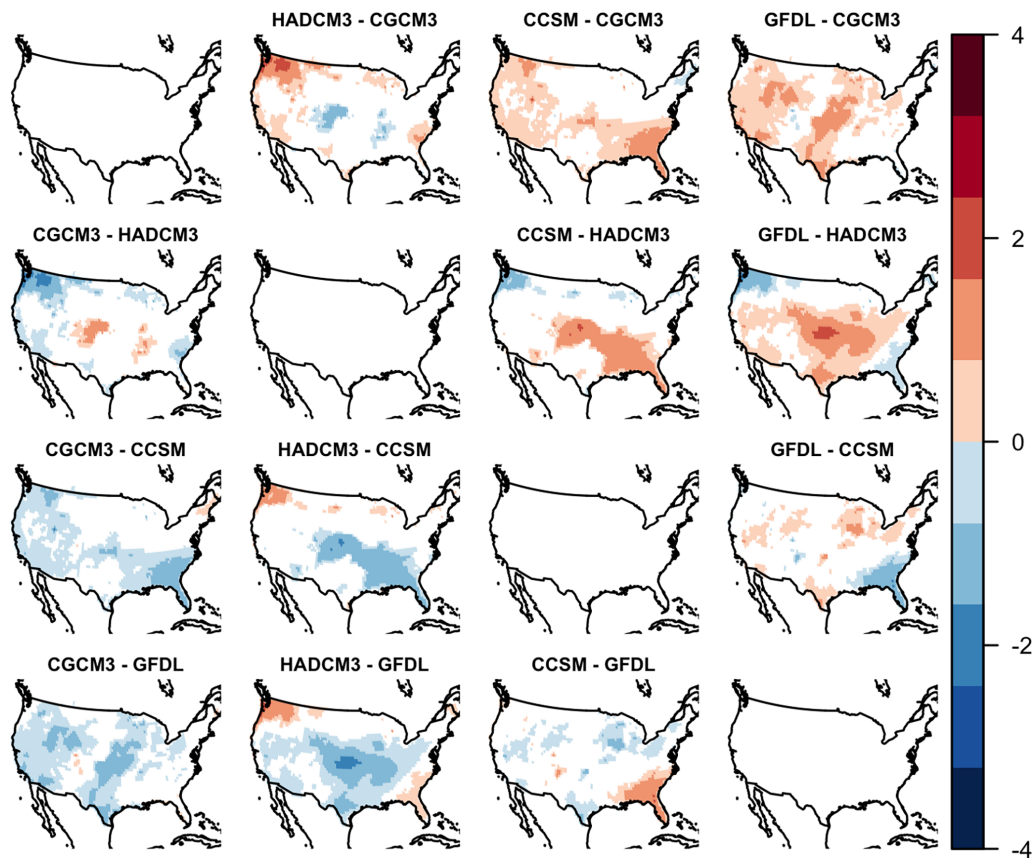 HADCM3 - CGCM3
CCSM - CGCM3
GFDL - CGCM3
CGCM3 - HADCM3
CCSM - HADCM3
GFDL - HADCM3
CGCM3 - CCSM
HADCM3 - CCSM
GFDL - CCSM
CGCM3 - GFDL
HADCM3 - GFDL
CCSM - GFDL
4
2
0
-2
-4